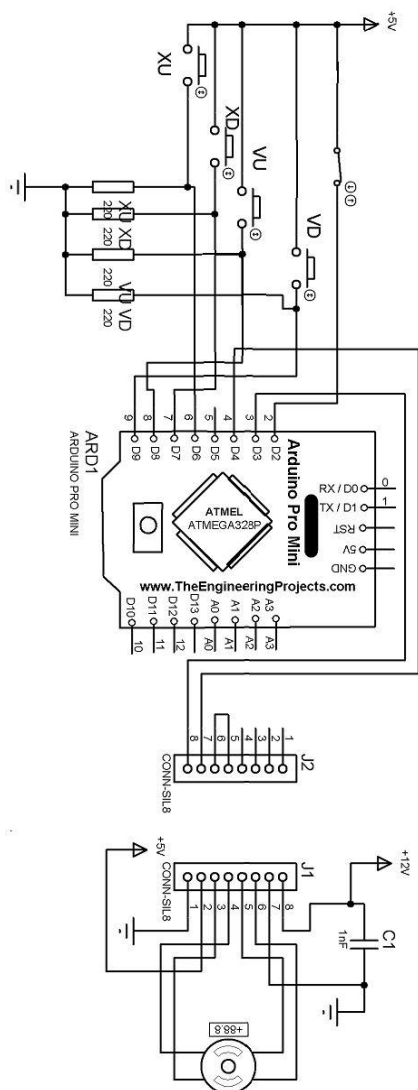 +5V
XU
XD
VU
VD
XU
220
XD
220
VU
220
VD
220
9
8
7
6
5
4
3
2
D9
D8
D7
D6
D5
D4
D3
D2
ARD1
ARDUINO PRO MINI
ATMEL
ATMEGA328P
Arduino Pro Mini
RX / D0
0
TX / D1
1
RST
5V
GND
www.TheEngineeringProjects.com
D10
D11
D12
D13
A0
A1
A2
A3
10
11
12
A0
A1
A2
A3
8
7
6
5
4
3
2
1
J2
CONN-SIL8
+5V
+12V
J1
CONN-SIL8
1
2
3
4
5
6
7
8
C1
1nF
+88.8